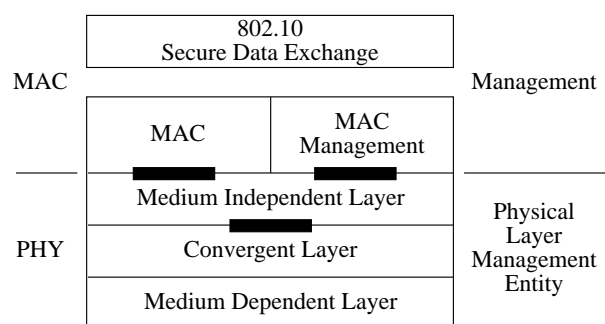 802.10
Secure Data Exchange
MAC
Management
MAC
MAC
Management
Medium Independent Layer
PHY
Convergent Layer
Physical
Layer
Management
Entity
Medium Dependent Layer